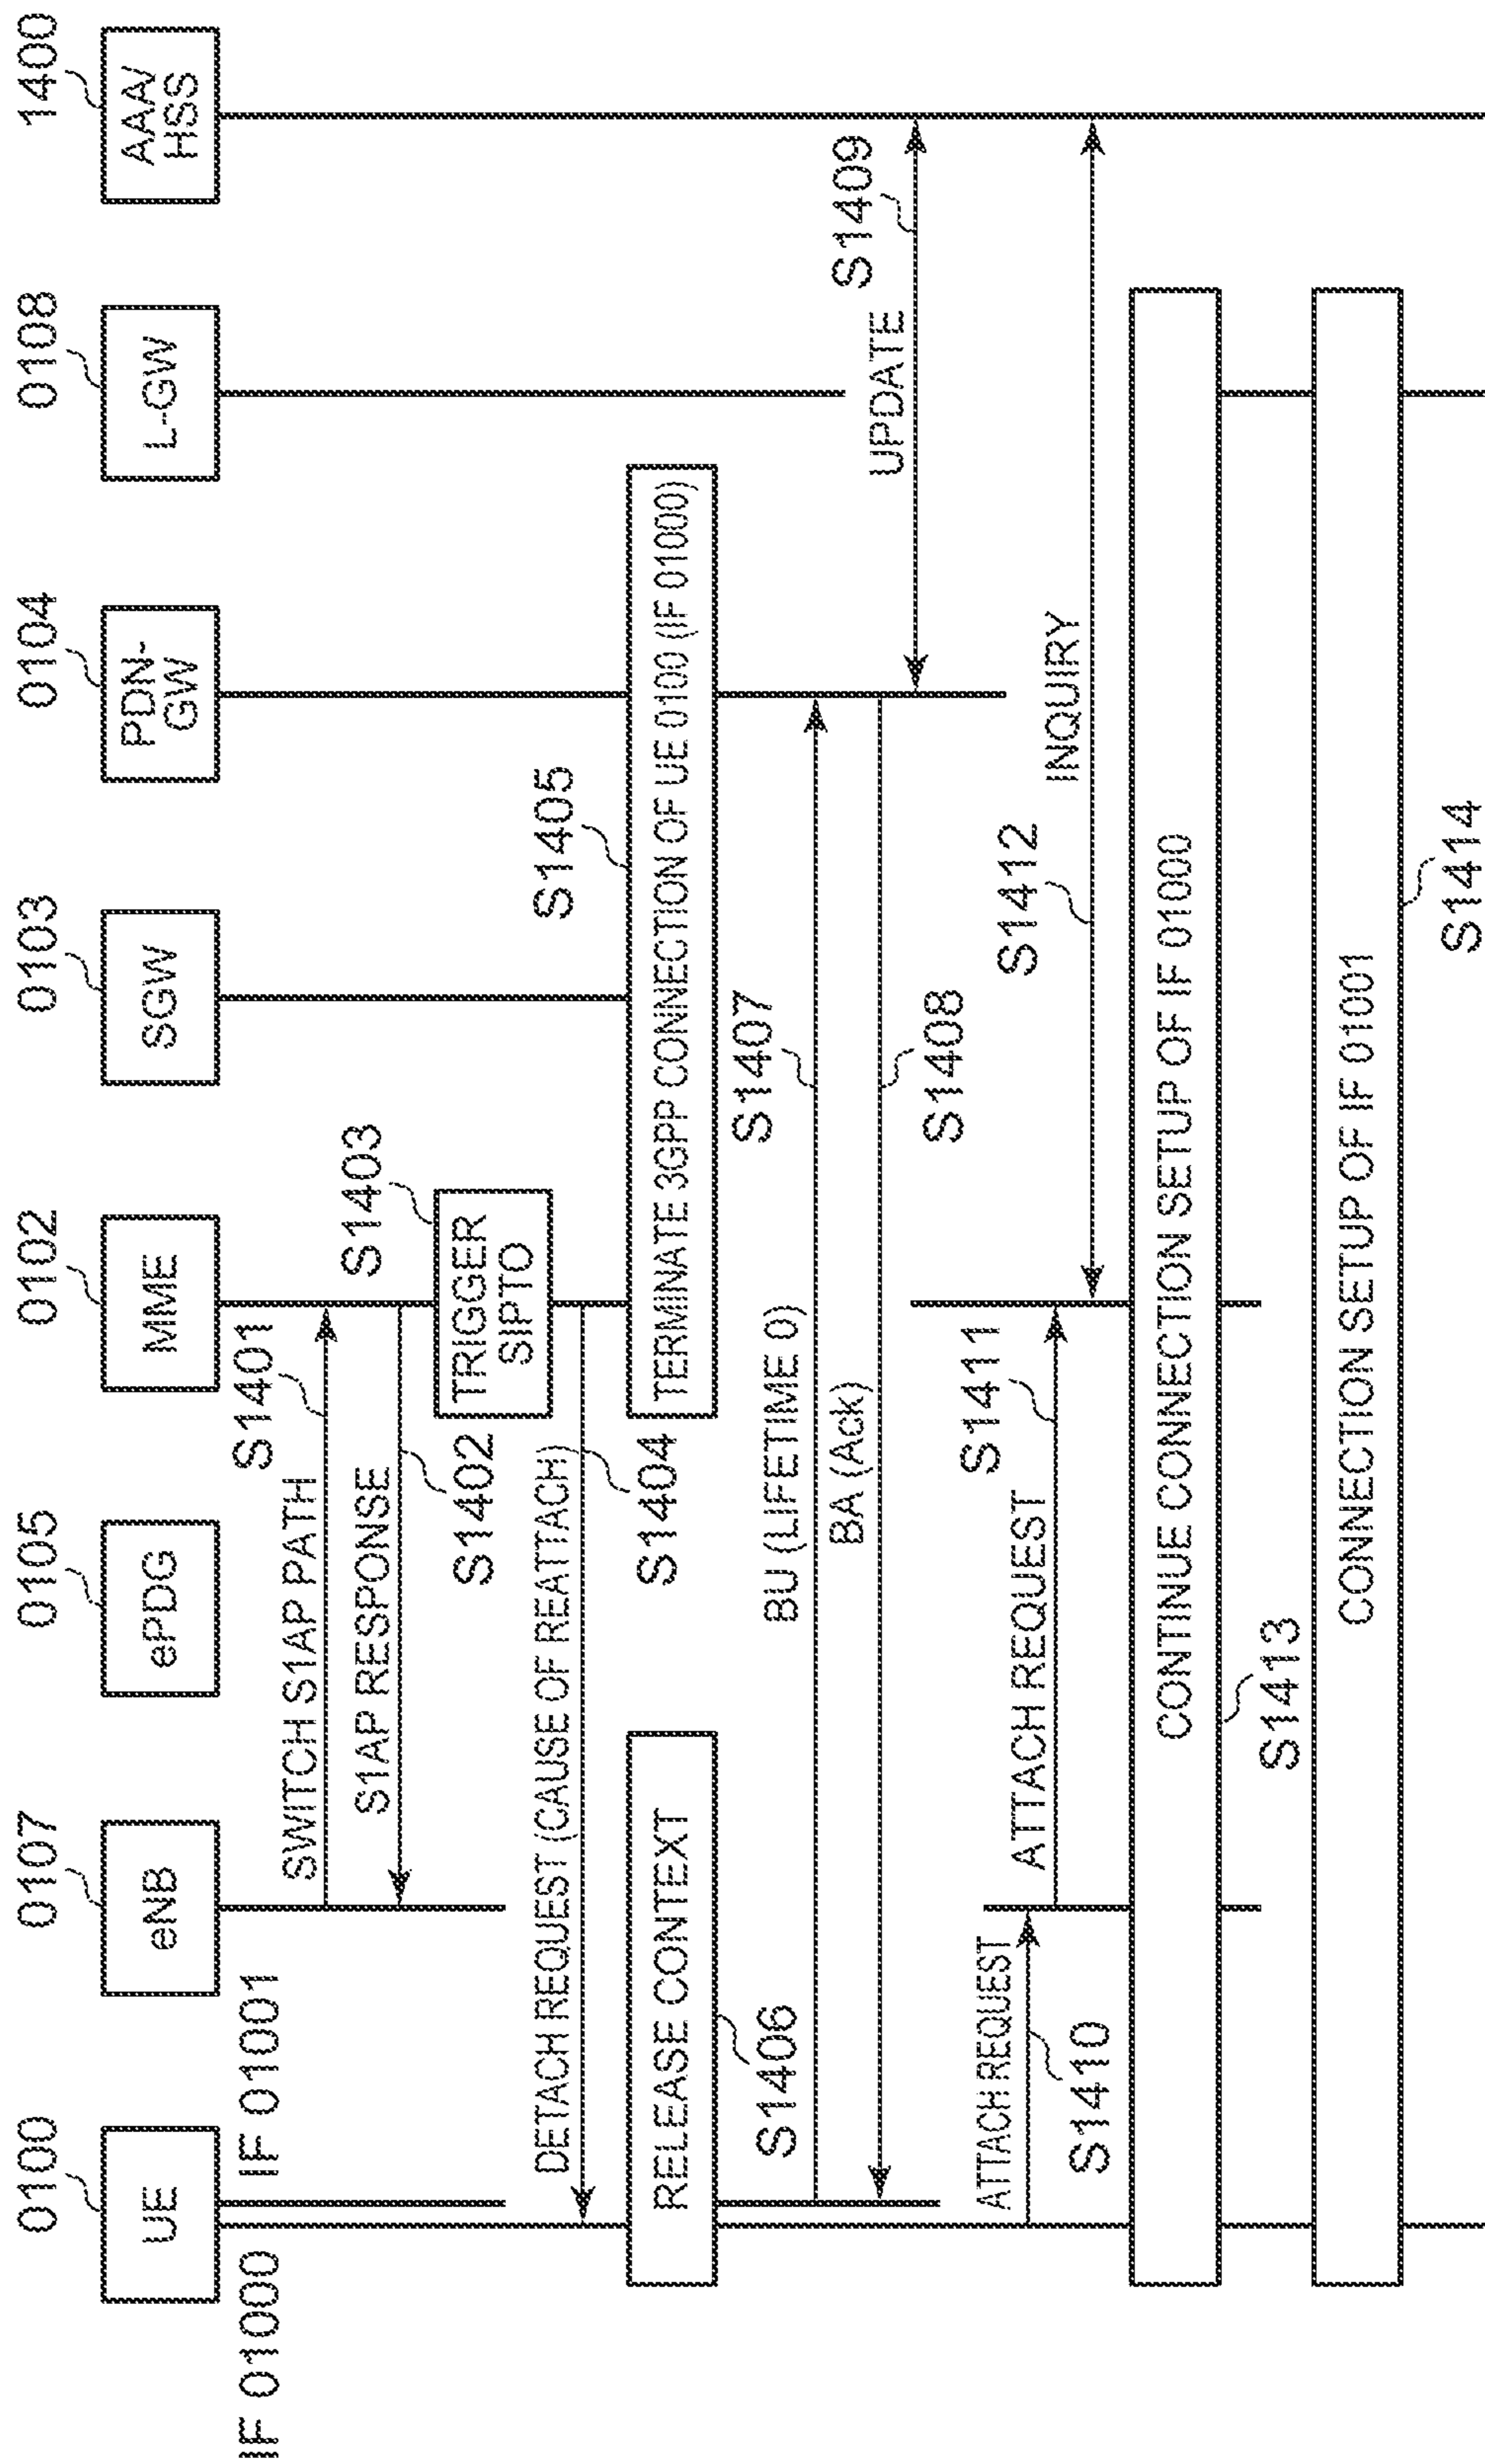 0100
0107
0105
0102
0103
0104
0108
1400
UE
eNB
ePDG
MME
SGW
PDN-
GW
L-GW
AAA/
HSS
IF 01000
IF 01001
SWITCH S1AP PATH
S1401
S1AP RESPONSE
S1402
TRIGGER
SIPTO
S1403
DETACH REQUEST (CAUSE OF REATTACH)
S1404
TERMINATE 3GPP CONNECTION OF UE 0100 (IF 01000)
S1405
RELEASE CONTEXT
S1406
BU (LIFETIME 0)
S1407
BA (Ack)
S1408
UPDATE
S1409
ATTACH REQUEST
S1410
ATTACH REQUEST
S1411
INQUIRY
S1412
CONTINUE CONNECTION SETUP OF IF 01000
S1413
CONNECTION SETUP OF IF 01001
S1414